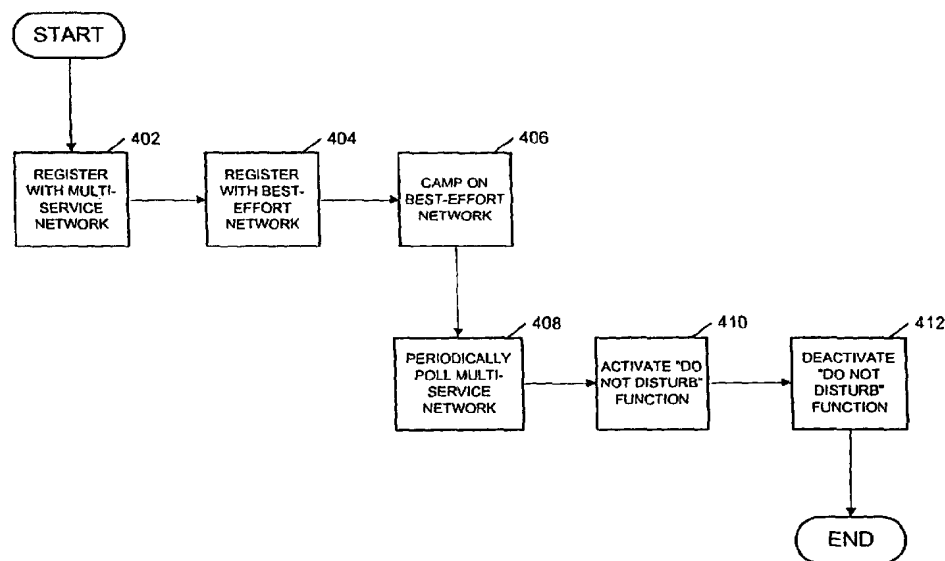 START
402
REGISTER
WITH MULTI-
SERVICE
NETWORK
404
REGISTER
WITH BEST-
EFFORT
NETWORK
406
CAMP ON
BEST-EFFORT
NETWORK
408
PERIODICALLY
POLL MULTI-
SERVICE
NETWORK
410
ACTIVATE "DO
NOT DISTURB"
FUNCTION
412
DEACTIVATE
"DO NOT
DISTURB"
FUNCTION
END